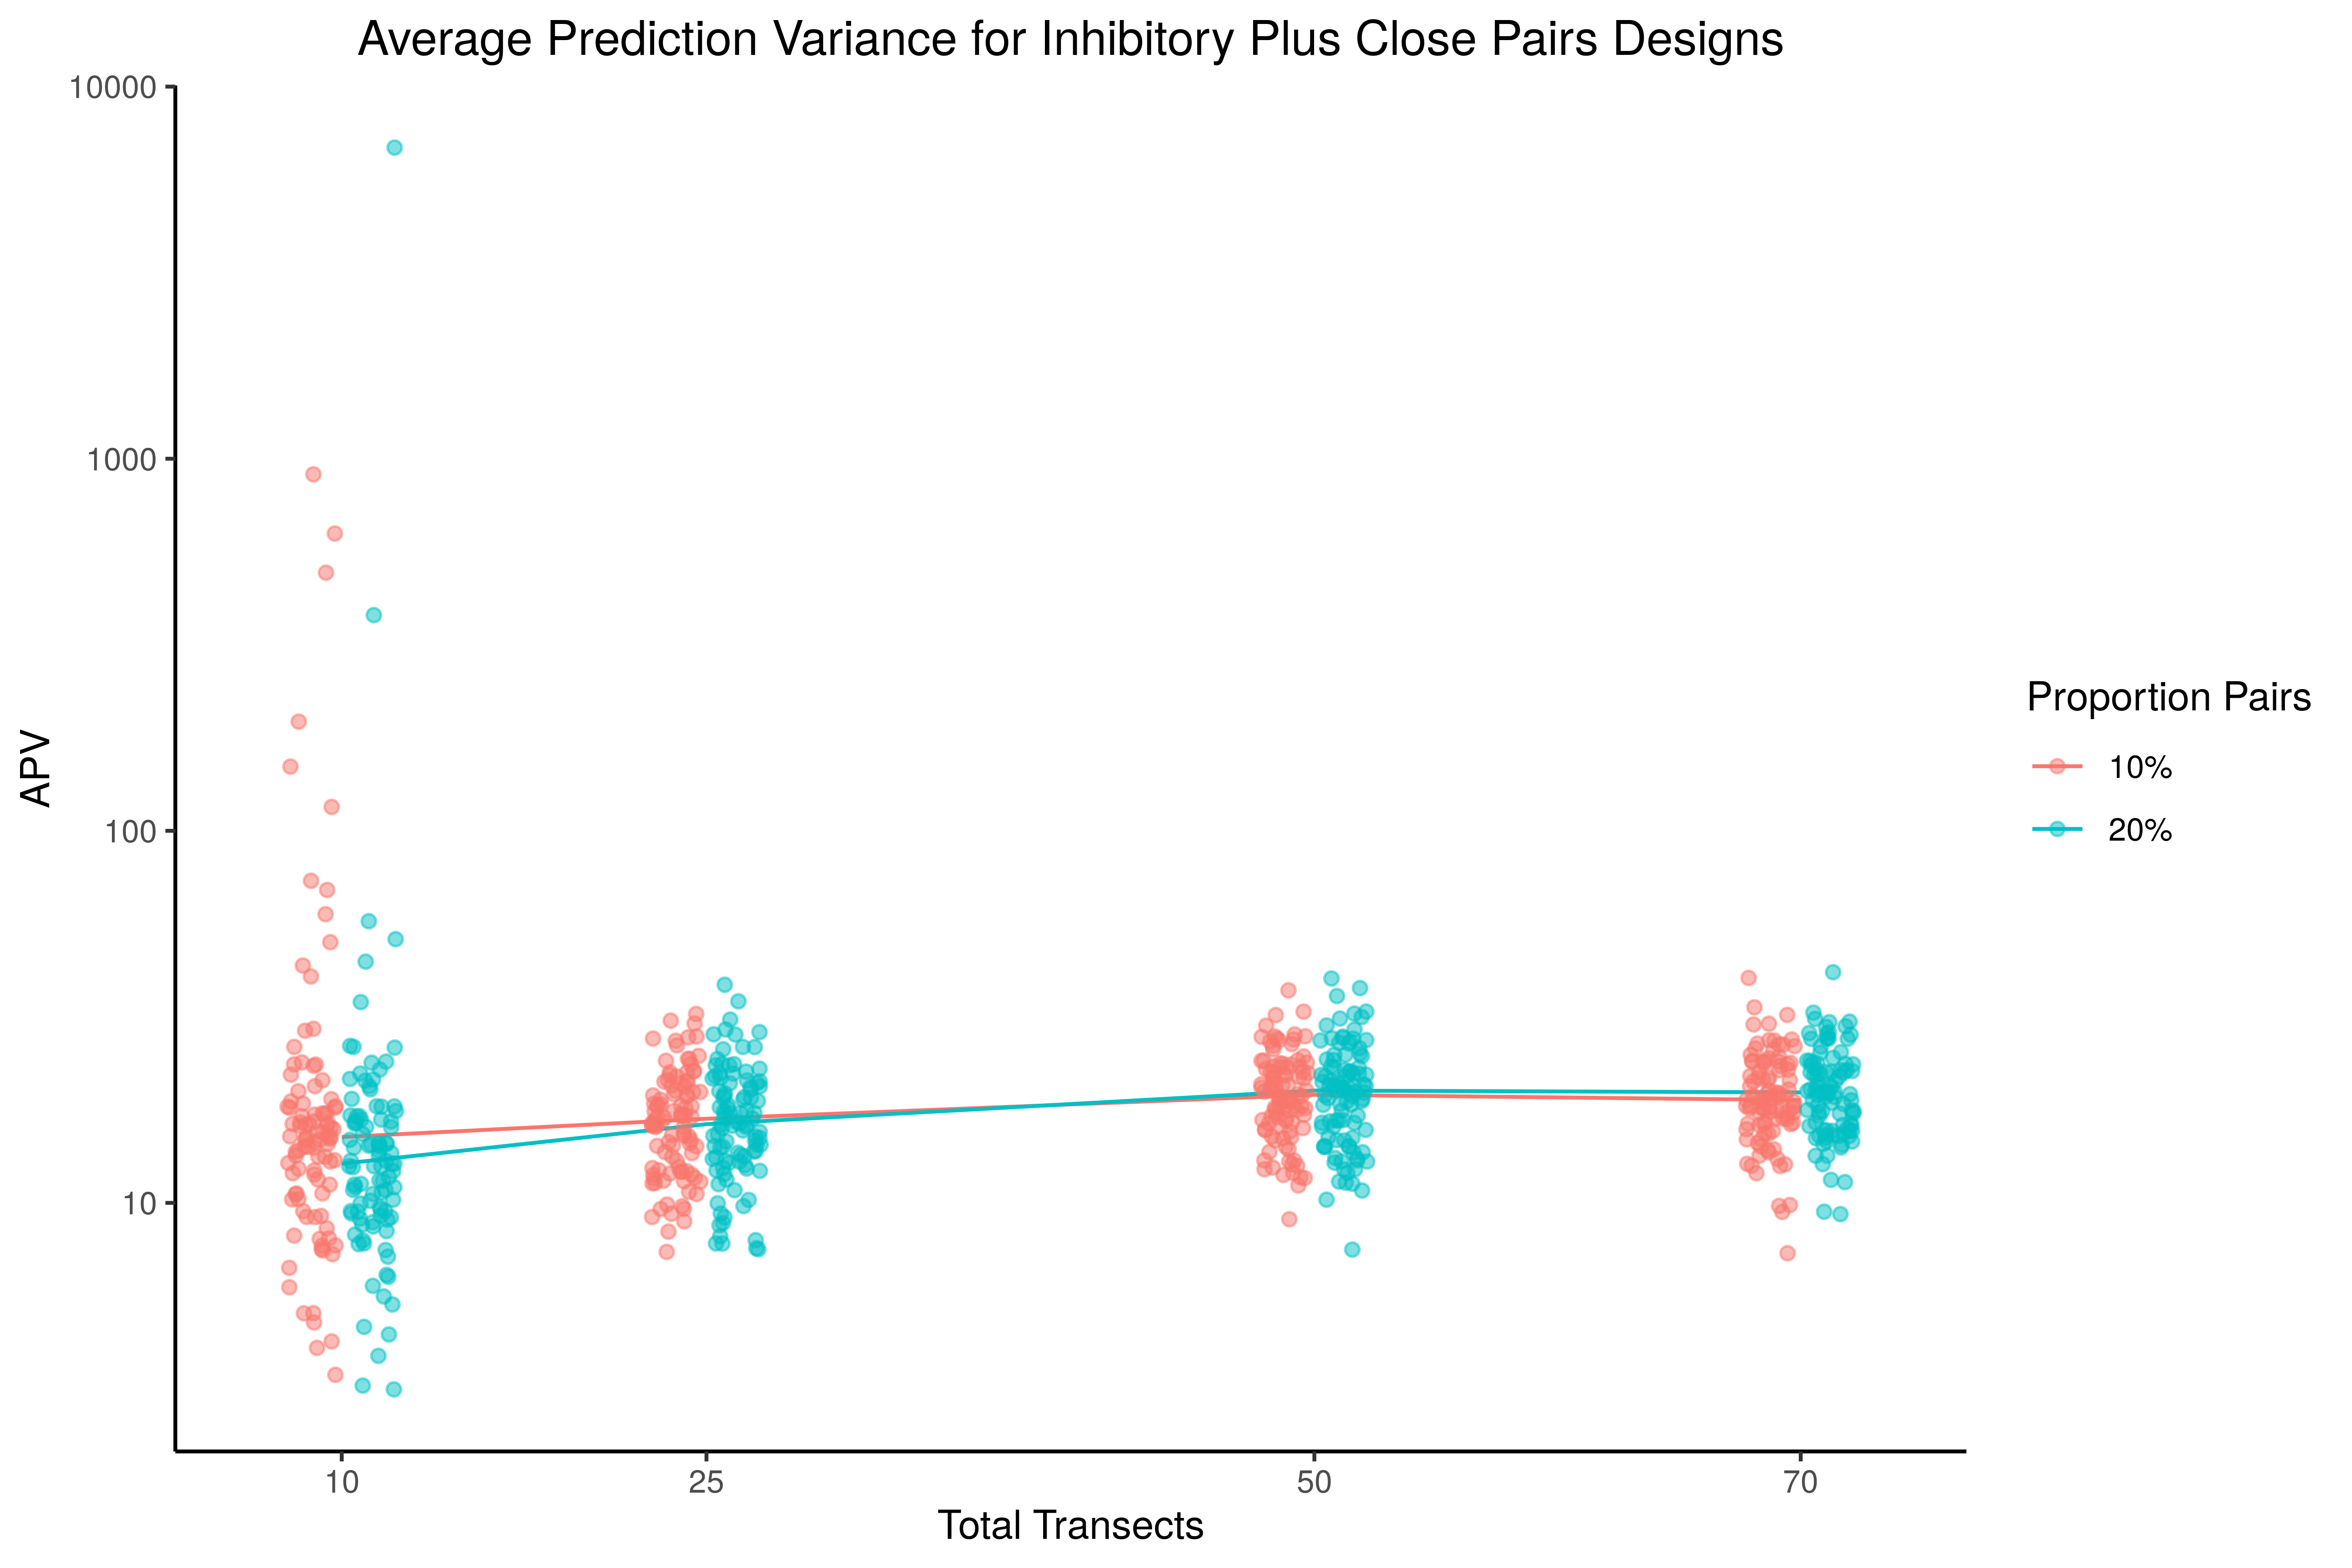 Average Prediction Variance for Inhibitory Plus Close Pairs Designs
10000
1000
100
10
APV
10 25 50 70
Total Transects
Proportion Pairs
10%
20%